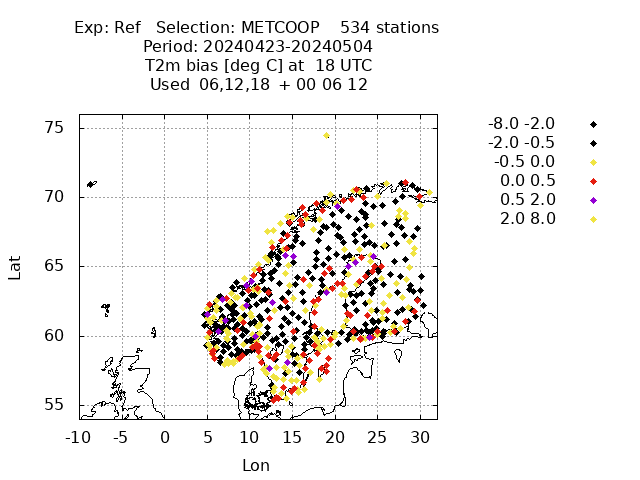 Exp: Ref   Selection: METCOOP    534 stations
Period: 20240423-20240504
T2m bias [deg C] at  18 UTC
Used  06,12,18  + 00 06 12
-8.0 -2.0
-2.0 -0.5
-0.5 0.0
0.0 0.5
0.5 2.0
2.0 8.0
75
70
65
60
55
Lat
-10 -5 0 5 10 15 20 25 30
Lon